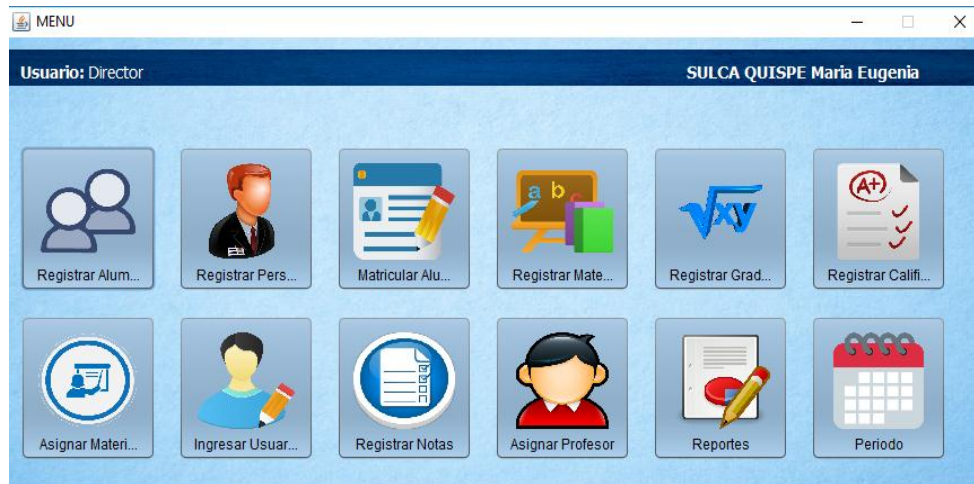 MENU
Usuario: Director
SULCA QUISPE Maria Eugenia
a b
√xy
A+
Registrar Alum...
Registrar Pers...
Matricular Alu...
Registrar Mate...
Registrar Grad...
Registrar Califi...
Asignar Materi...
Ingresar Usuar...
Registrar Notas
Asignar Profesor
Reportes
Periodo